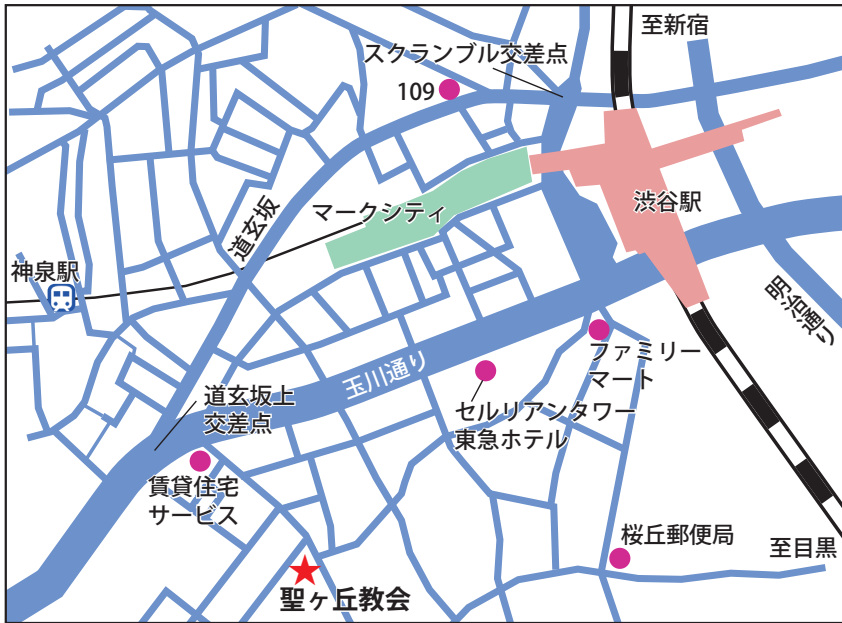 至新宿
スクランブル交差点
109
渋谷駅
道玄坂
マークシティ
神泉駅
明治通り
ファミリー
マート
玉川通り
道玄坂上
交差点
セルリアンタワー
東急ホテル
賃貸住宅
サービス
桜丘郵便局
至目黒
聖ヶ丘教会